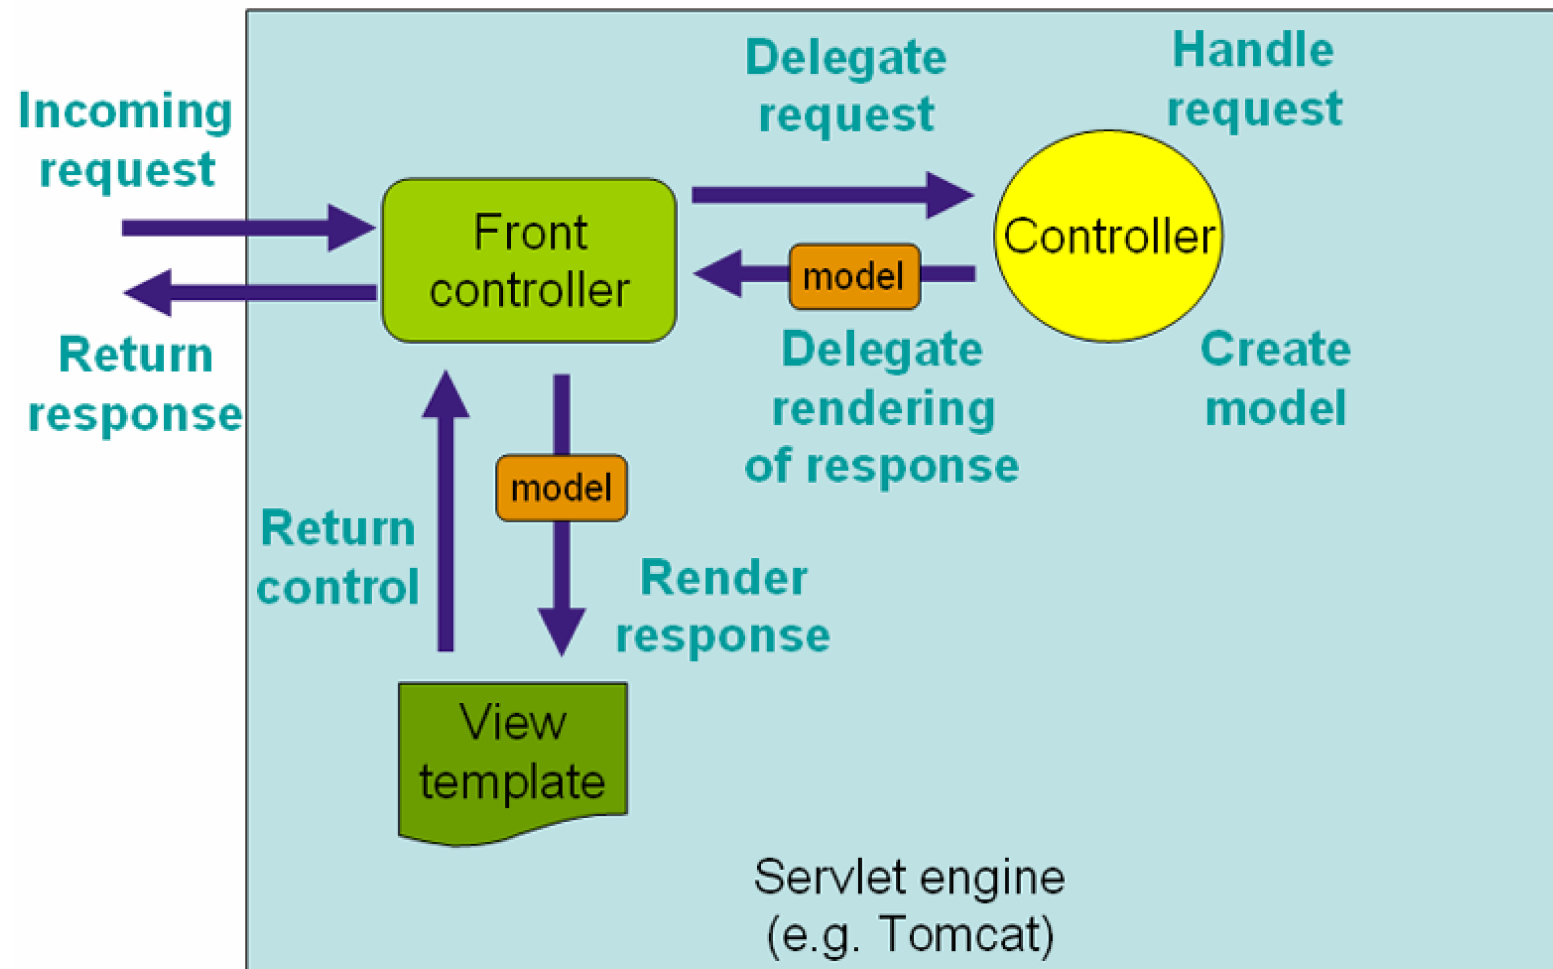 Incoming
request
Delegate
request
Handle
request
Front
controller
Controller
model
Return
response
Delegate
rendering
of response
Create
model
model
Return
control
Render
response
View
template
Servlet engine
(e.g. Tomcat)